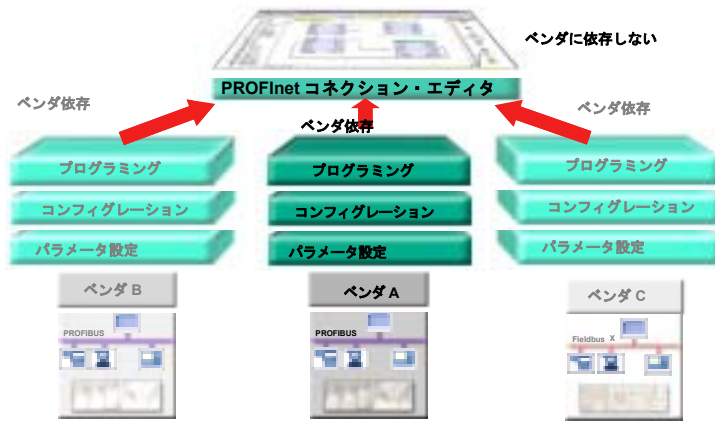 ベンダに依存しない
PROFInet コネクション・エディタ
ベンダ依存
ベンダ依存
ベンダ依存
プログラミング
プログラミング
プログラミング
コンフィグレーション
コンフィグレーション
コンフィグレーション
パラメータ設定
パラメータ設定
パラメータ設定
ベンダ B
ベンダ A
ベンダ C
PROFIBUS
PROFIBUS
Fieldbus X